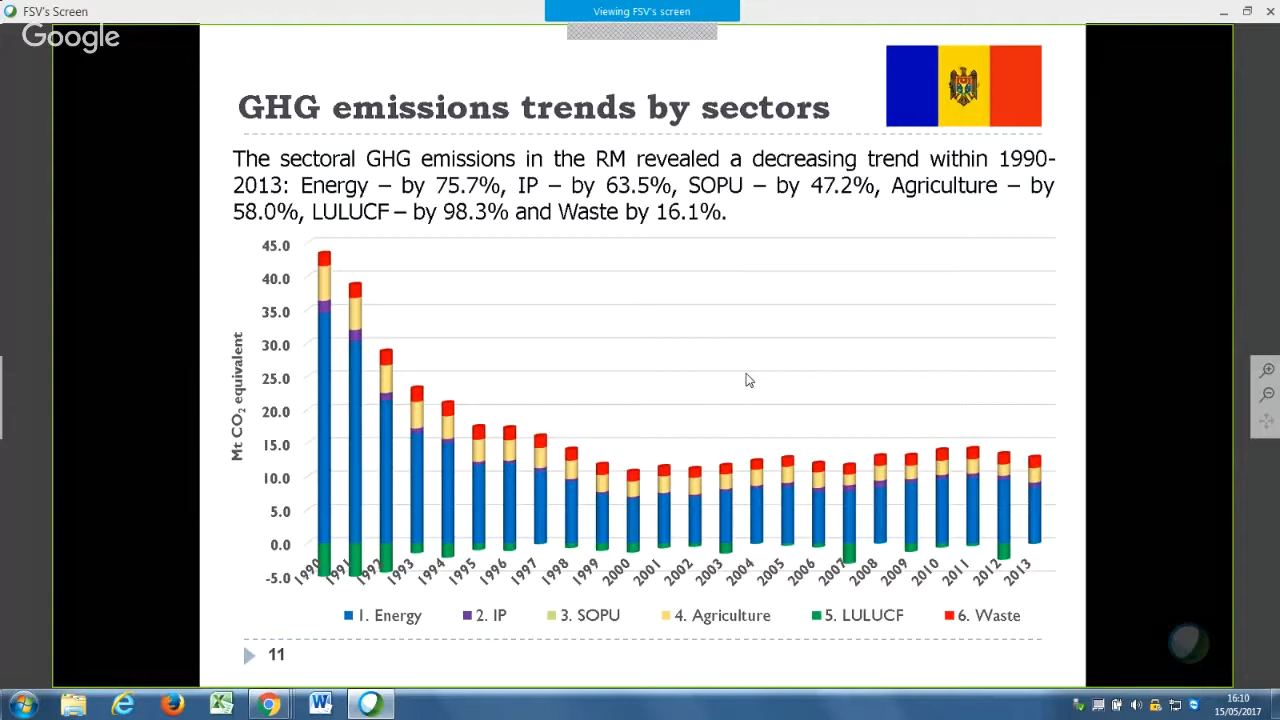 FSV's Screen
Viewing FSV's screen
Google
GHG emissions trends by sectors
The sectoral GHG emissions in the RM revealed a decreasing trend within 1990-
2013: Energy – by 75.7%, IP – by 63.5%, SOPU – by 47.2%, Agriculture – by
58.0%, LULUCF – by 98.3% and Waste by 16.1%.
Mt CO₂ equivalent
45.0
40.0
35.0
30.0
25.0
20.0
15.0
10.0
5.0
0.0
-5.0
1990 1991 1992 1993 1994 1995 1996 1997 1998 1999 2000 2001 2002 2003 2004 2005 2006 2007 2008 2009 2010 2011 2012 2013
1. Energy 2. IP 3. SOPU 4. Agriculture 5. LULUCF 6. Waste
11
16:10
15/05/2017